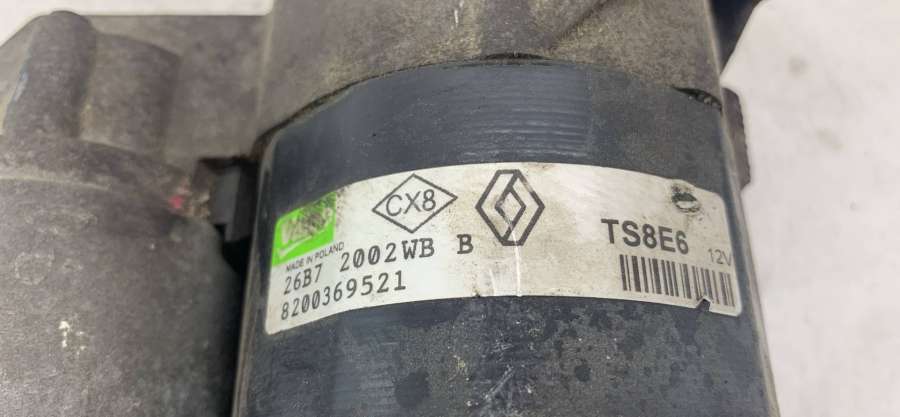 CX8
MADE IN POLAND
26B7 2002WB B
8200369521
TS8E6 12V